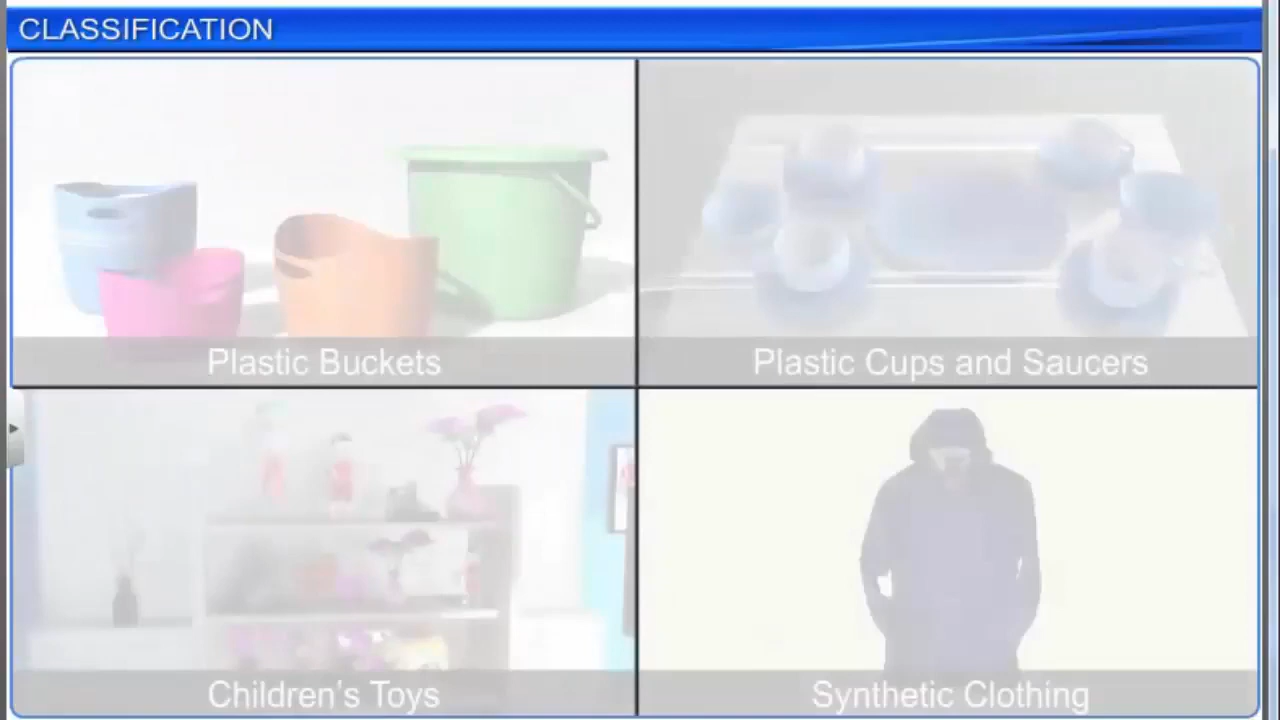 CLASSIFICATION
Plastic Buckets
Plastic Cups and Saucers
Children's Toys
Synthetic Clothing